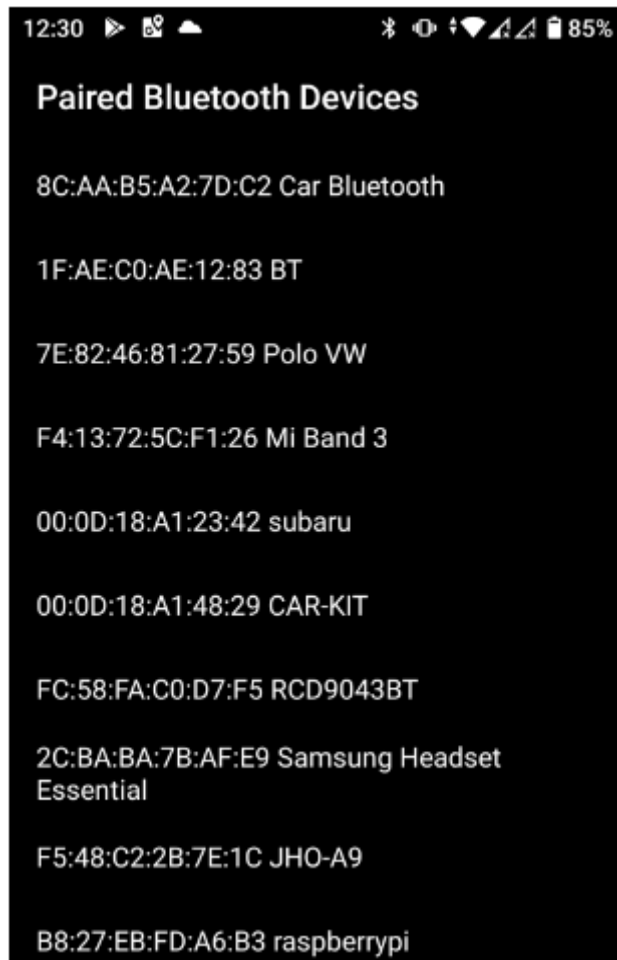 12:30 85%
Paired Bluetooth Devices
8C:AA:B5:A2:7D:C2 Car Bluetooth
1F:AE:C0:AE:12:83 BT
7E:82:46:81:27:59 Polo VW
F4:13:72:5C:F1:26 Mi Band 3
00:0D:18:A1:23:42 subaru
00:0D:18:A1:48:29 CAR-KIT
FC:58:FA:C0:D7:F5 RCD9043BT
2C:BA:BA:7B:AF:E9 Samsung Headset
Essential
F5:48:C2:2B:7E:1C JHO-A9
B8:27:EB:FD:A6:B3 raspberrypi